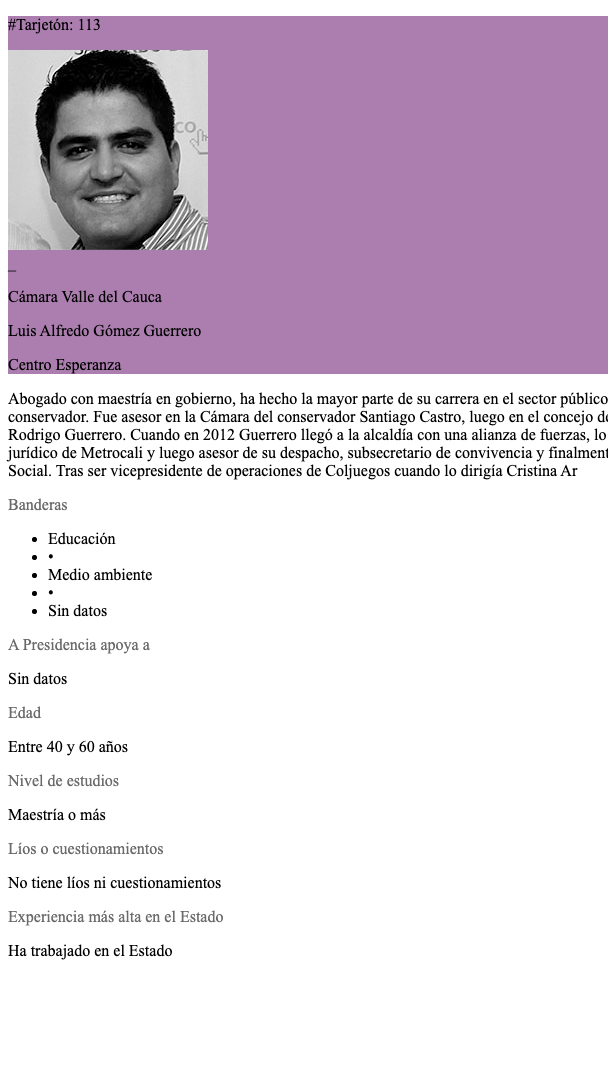 #Tarjetón: 113
CO
_
Cámara Valle del Cauca
Luis Alfredo Gómez Guerrero
Centro Esperanza
Abogado con maestría en gobierno, ha hecho la mayor parte de su carrera en el sector público
conservador. Fue asesor en la Cámara del conservador Santiago Castro, luego en el concejo de
Rodrigo Guerrero. Cuando en 2012 Guerrero llegó a la alcaldía con una alianza de fuerzas, lo
jurídico de Metrocali y luego asesor de su despacho, subsecretario de convivencia y finalment
Social. Tras ser vicepresidente de operaciones de Coljuegos cuando lo dirigía Cristina Ar
Banderas
• Educación
• •
• Medio ambiente
• •
• Sin datos
A Presidencia apoya a
Sin datos
Edad
Entre 40 y 60 años
Nivel de estudios
Maestría o más
Líos o cuestionamientos
No tiene líos ni cuestionamientos
Experiencia más alta en el Estado
Ha trabajado en el Estado